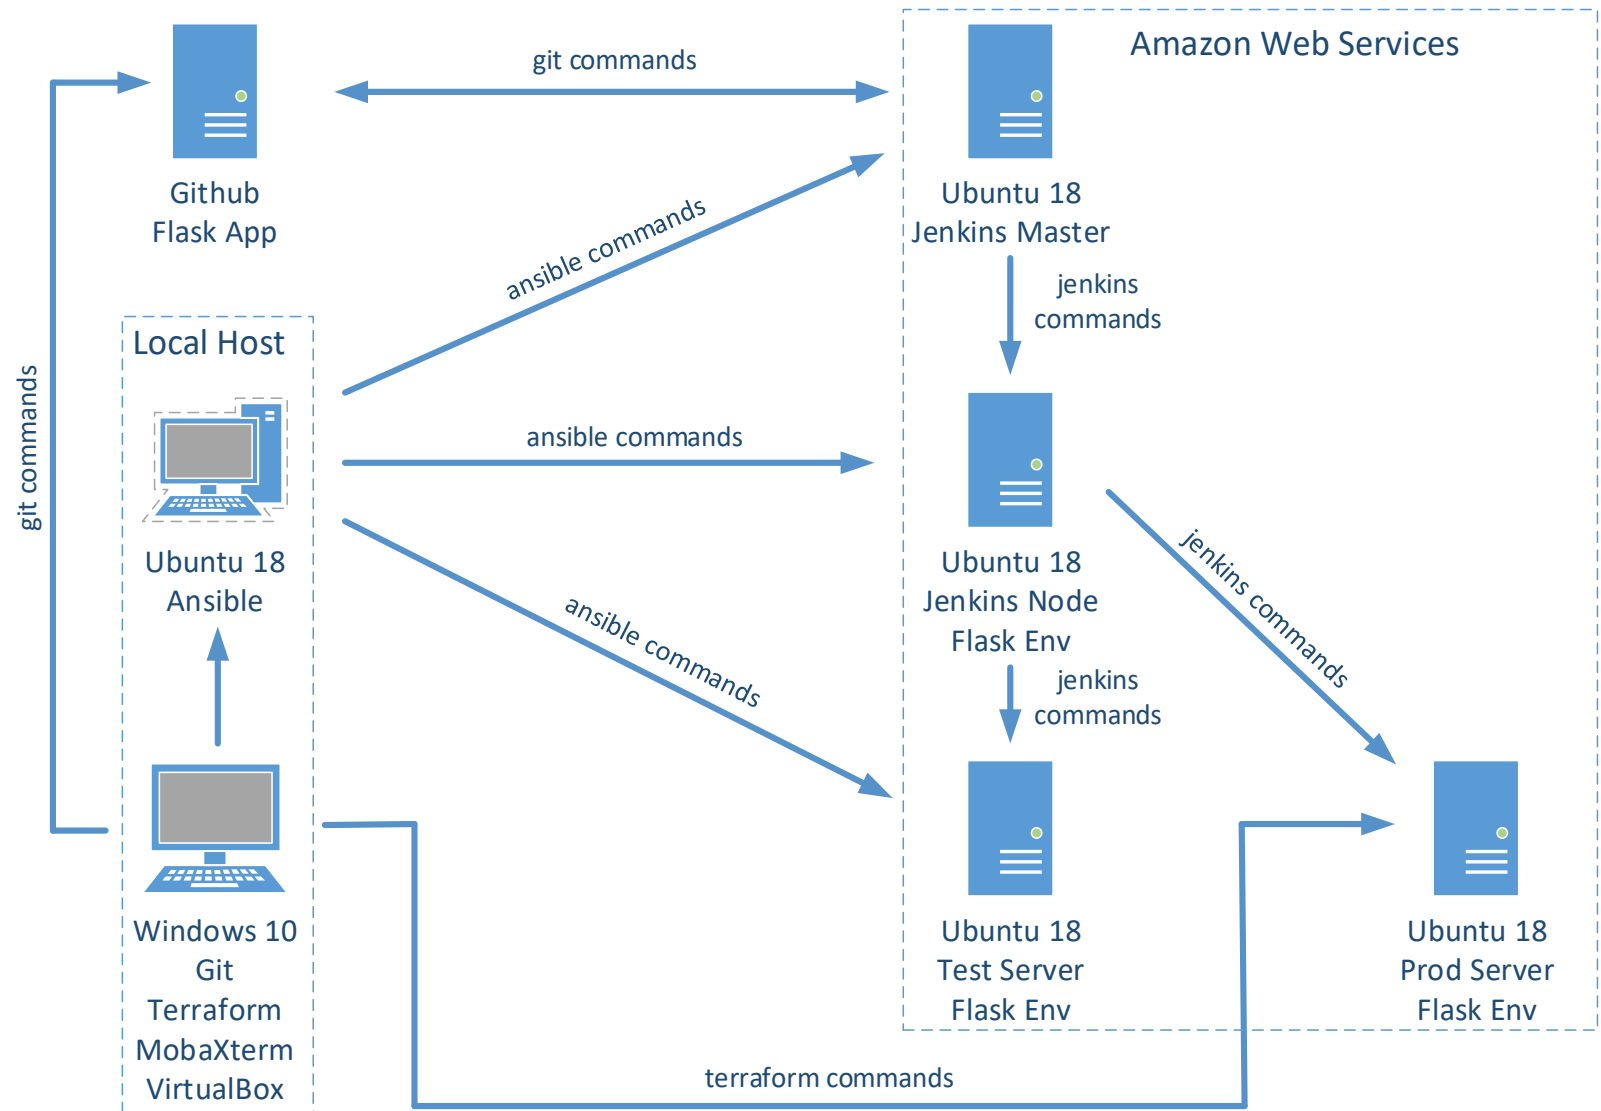 Amazon Web Services
git commands
Github
Flask App
Ubuntu 18
Jenkins Master
ansible commands
jenkins
commands
Local Host
git commands
ansible commands
Ubuntu 18
Ansible
Ubuntu 18
Jenkins Node
Flask Env
jenkins commands
ansible commands
jenkins
commands
Windows 10
Git
Terraform
MobaXterm
VirtualBox
Ubuntu 18
Test Server
Flask Env
Ubuntu 18
Prod Server
Flask Env
terraform commands